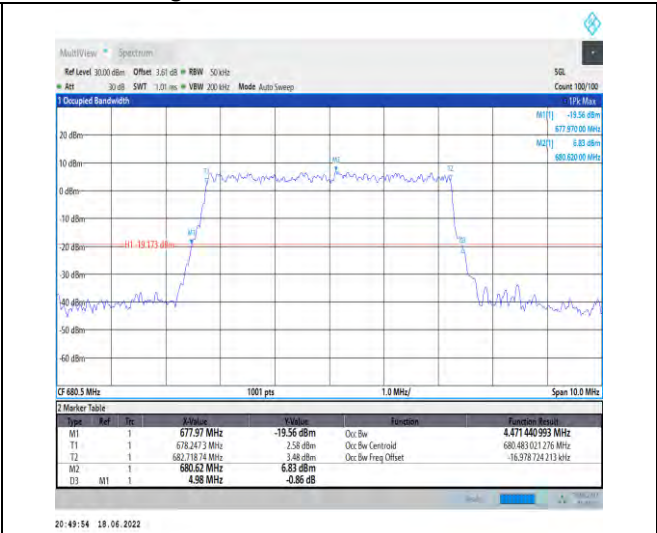 MultiView Spectrum
Ref Level 30.00 dBm Offset 3.61 dB RBW 50 kHz SGL
Att 30 dB SWT 1.01 ms VBW 200 kHz Mode Auto Sweep Count 100/100
1 Occupied Bandwidth 1Pk Max
M1[1] -19.56 dBm
677.970 00 MHz
20 dBm
M2[1] 6.83 dBm
680.620 00 MHz
10 dBm
M2
T1 T2
0 dBm
-10 dBm
M1
D3
-20 dBm H1 -19.173 dBm
-30 dBm
-40 dBm
-50 dBm
-60 dBm
CF 680.5 MHz 1001 pts 1.0 MHz/ Span 10.0 MHz
2 Marker Table
Type Ref Trc X-Value Y-Value Function Function Result
M1 1 677.97 MHz -19.56 dBm Occ Bw 4.471 440 993 MHz
T1 1 678.2473 MHz 2.58 dBm Occ Bw Centroid 680.483 021 276 MHz
T2 1 682.718 74 MHz 3.48 dBm Occ Bw Freq Offset -16.978 724 213 kHz
M2 1 680.62 MHz 6.83 dBm
D3 M1 1 4.98 MHz -0.86 dB
20:49:54 18.06.2022